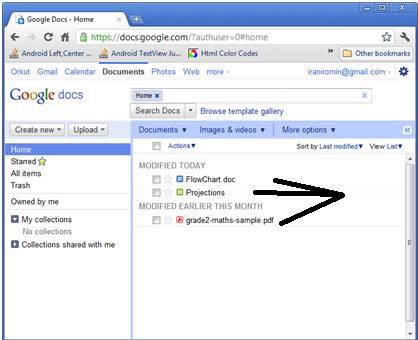 Google Docs - Home
https://docs.google.com/?authuser=0#home
Android Left,Center ... Android TextView Ju... Html Color Codes » Other bookmarks
Orkut Gmail Calendar Documents Photos Web more iraniromin@gmail.com
Google docs
Home
Search Docs Browse template gallery
Create new Upload
Documents Images & videos More options «
Actions Sort by Last modified View List
Home
Starred
All items
Trash
Owned by me
My collections
No collections
Collections shared with me
MODIFIED TODAY
FlowChart.doc
Projections
MODIFIED EARLIER THIS MONTH
grade2-maths-sample.pdf